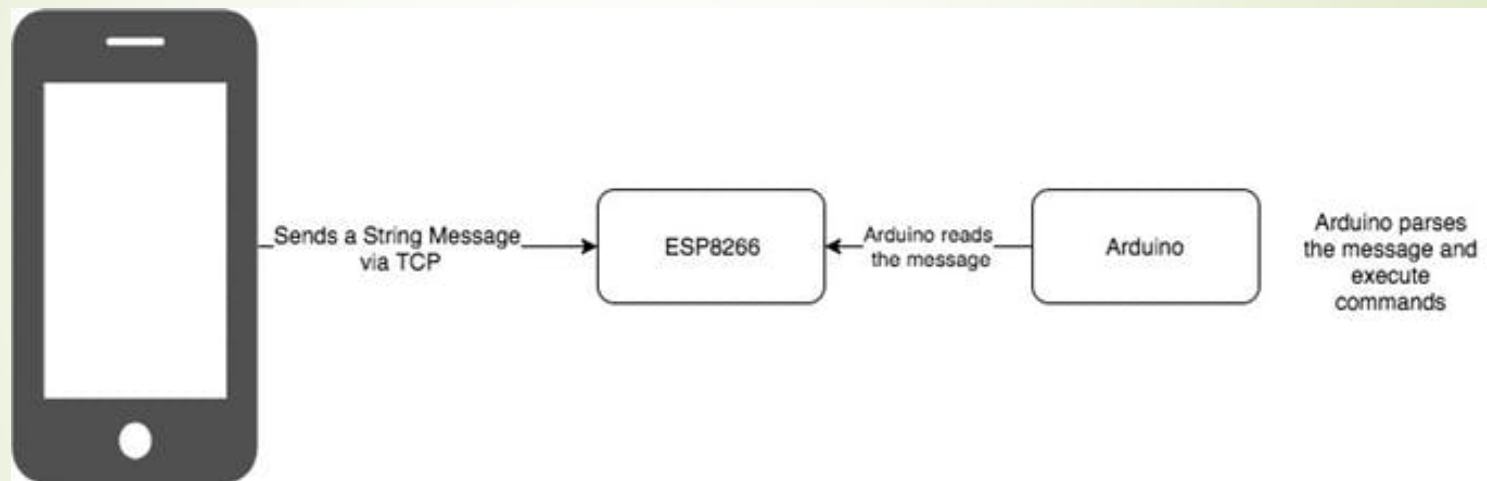 Sends a String Message
via TCP
ESP8266
Arduino reads
the message
Arduino
Arduino parses
the message and
execute
commands